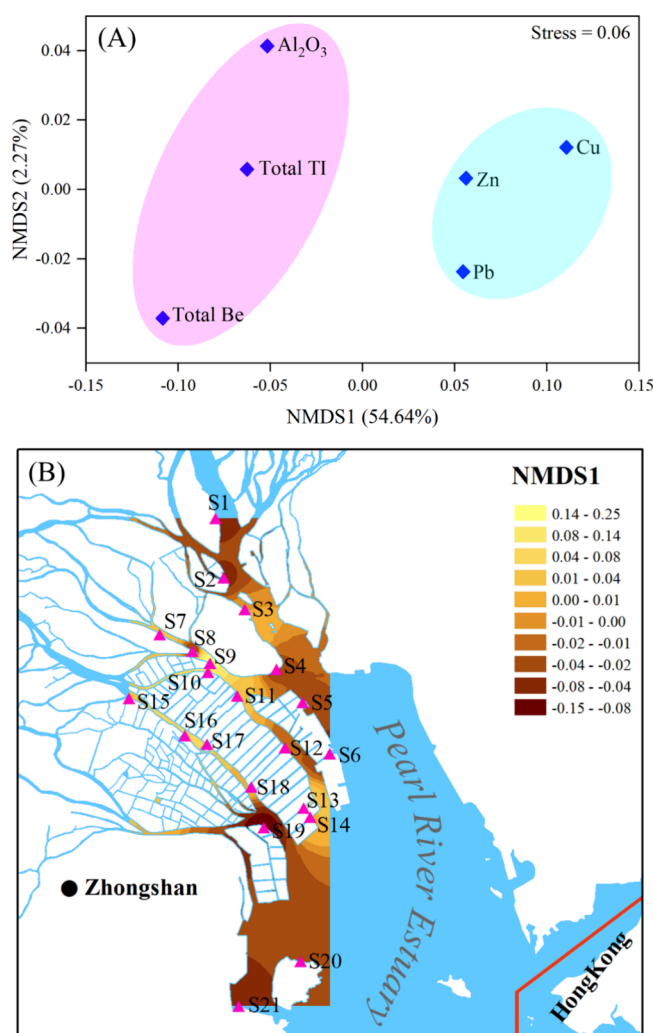 (A)
Stress = 0.06
Al₂O₃
Total TI
Total Be
Cu
Zn
Pb
NMDS2 (2.27%)
0.04
0.02
0.00
-0.02
-0.04
-0.15
-0.10
-0.05
0.00
0.05
0.10
0.15
NMDS1 (54.64%)
(B)
NMDS1
0.14 - 0.25
0.08 - 0.14
0.04 - 0.08
0.01 - 0.04
0.00 - 0.01
-0.01 - 0.00
-0.02 - -0.01
-0.04 - -0.02
-0.08 - -0.04
-0.15 - -0.08
S1
S2
S3
S7
S8
S9
S4
S10
S15
S11
S5
S16
S17
S12
S6
S18
S13
S14
S19
Zhongshan
Pearl River Estuary
S20
S21
HongKong